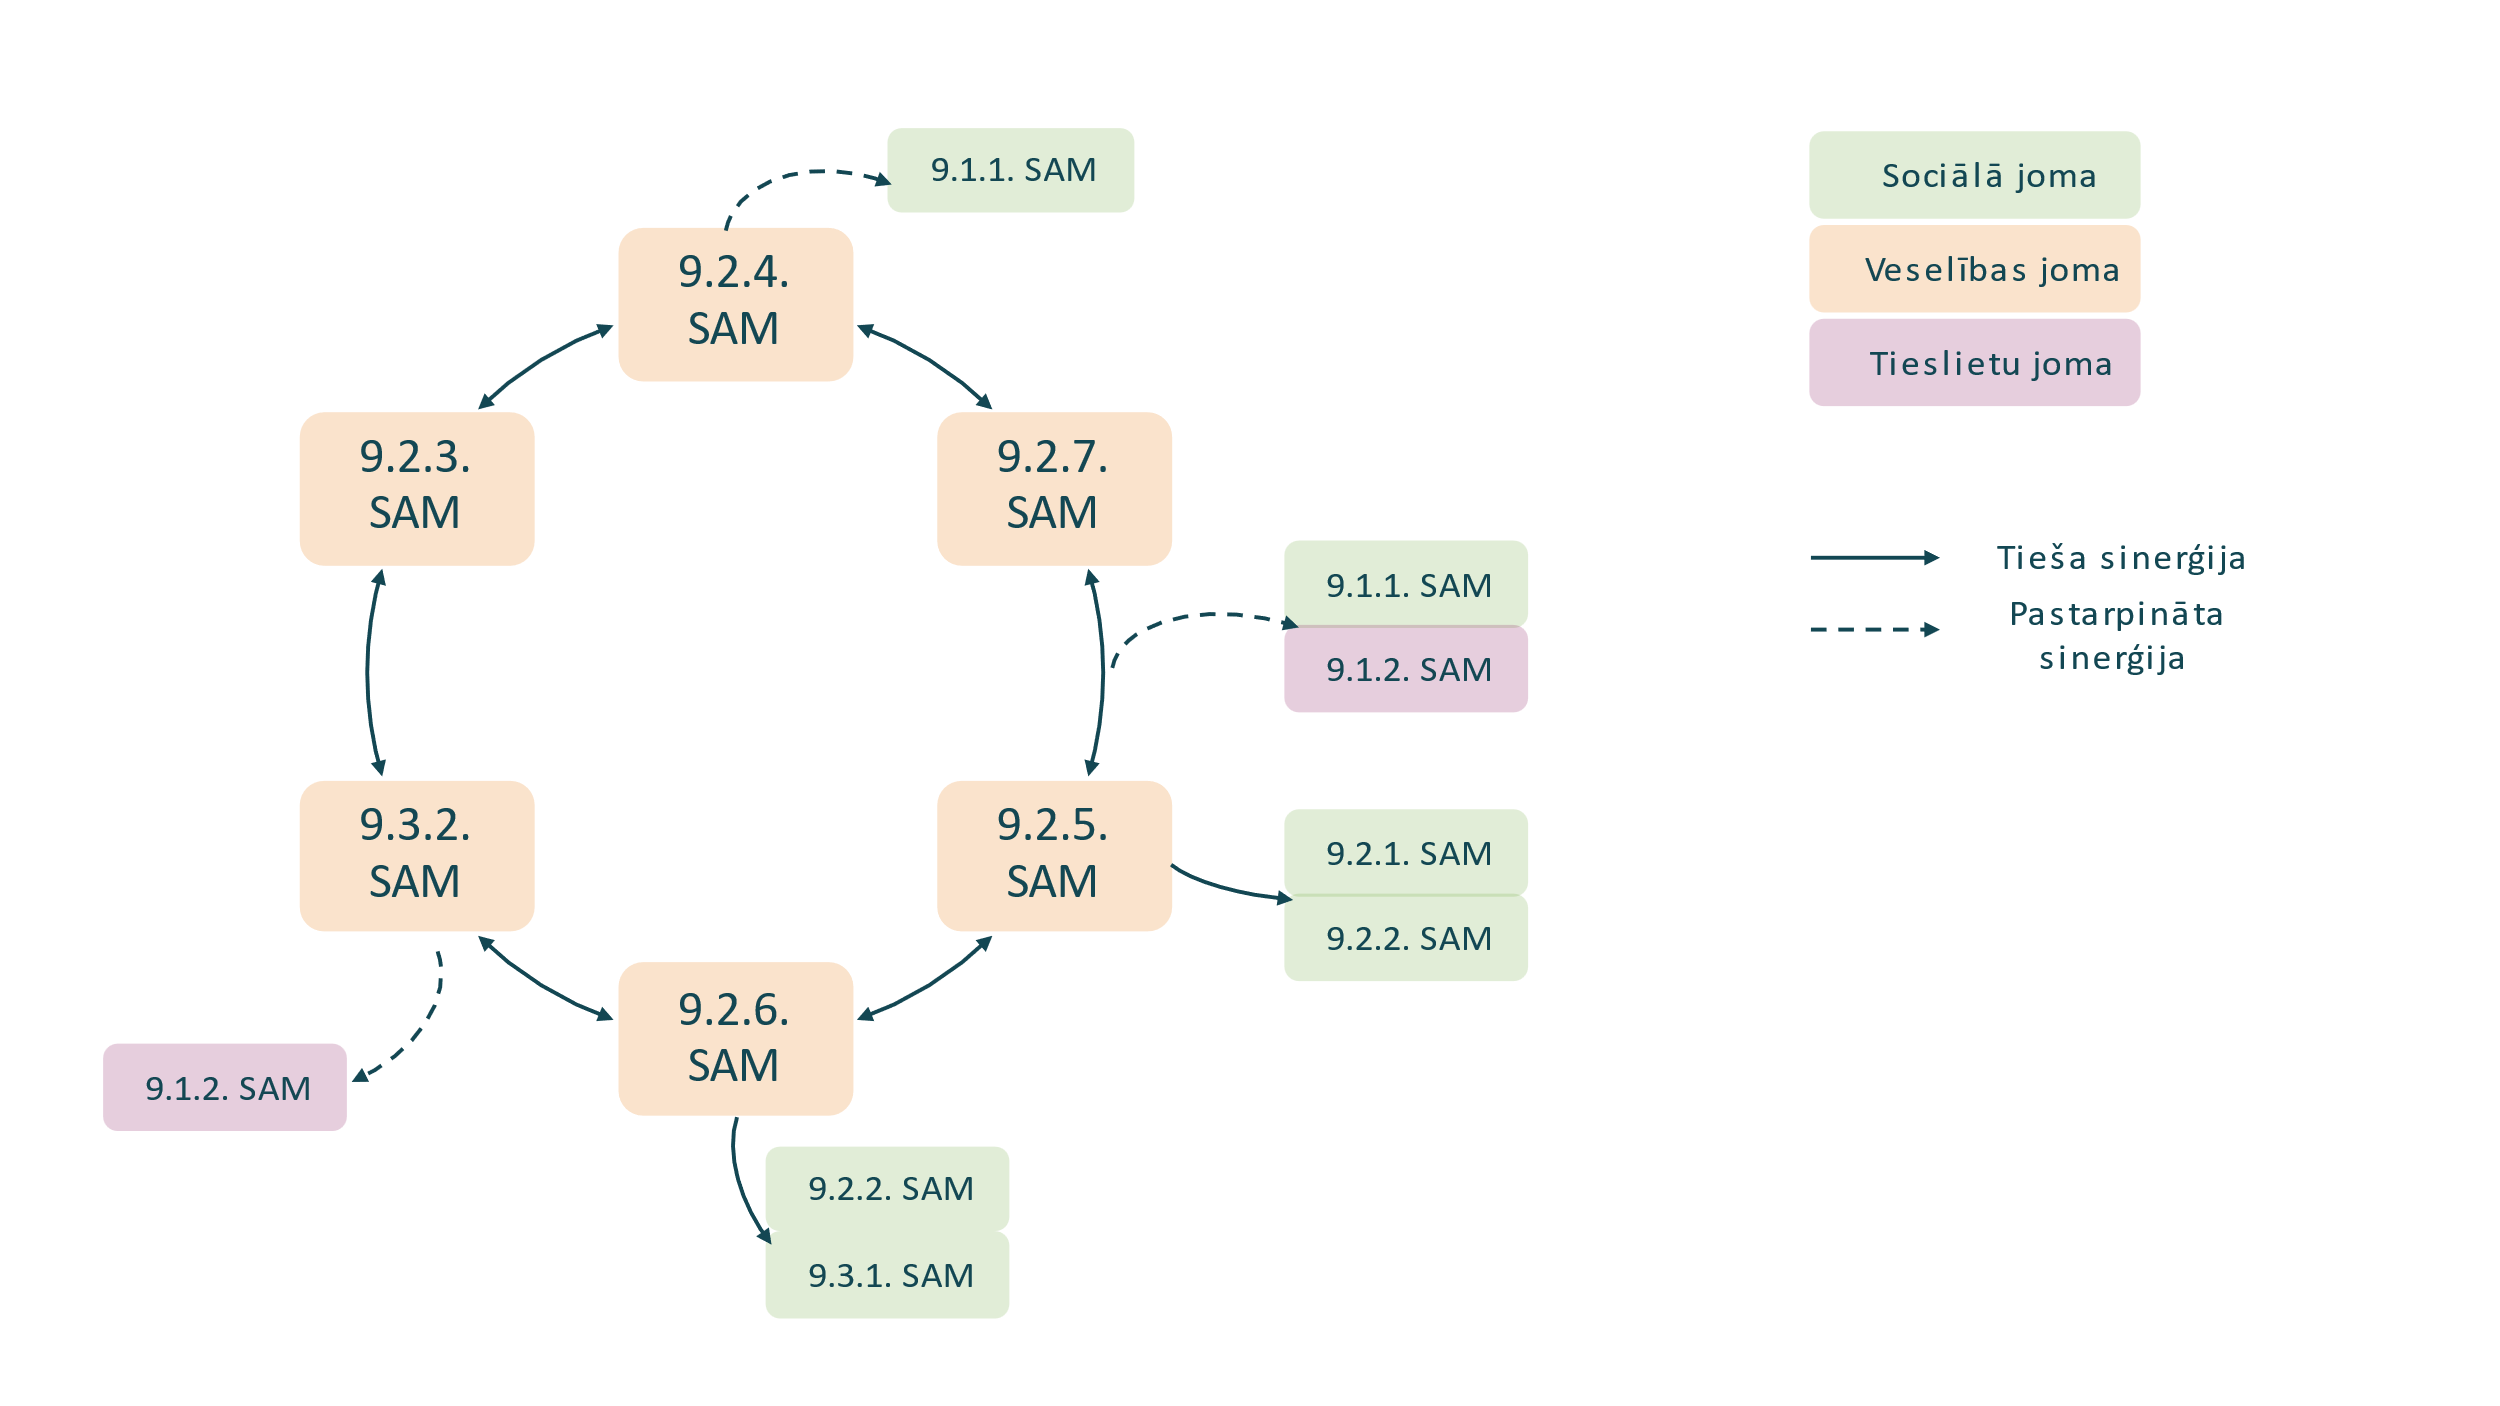 9.1.1. SAM
9.2.4.
SAM
9.2.3.
SAM
9.2.7.
SAM
9.1.1. SAM
9.1.2. SAM
9.3.2.
SAM
9.2.5.
SAM
9.2.1. SAM
9.2.2. SAM
9.2.6.
SAM
9.1.2. SAM
9.2.2. SAM
9.3.1. SAM
Sociālā joma
Veselības joma
Tieslietu joma
Tieša sinerģija
Pastarpināta
sinerģija